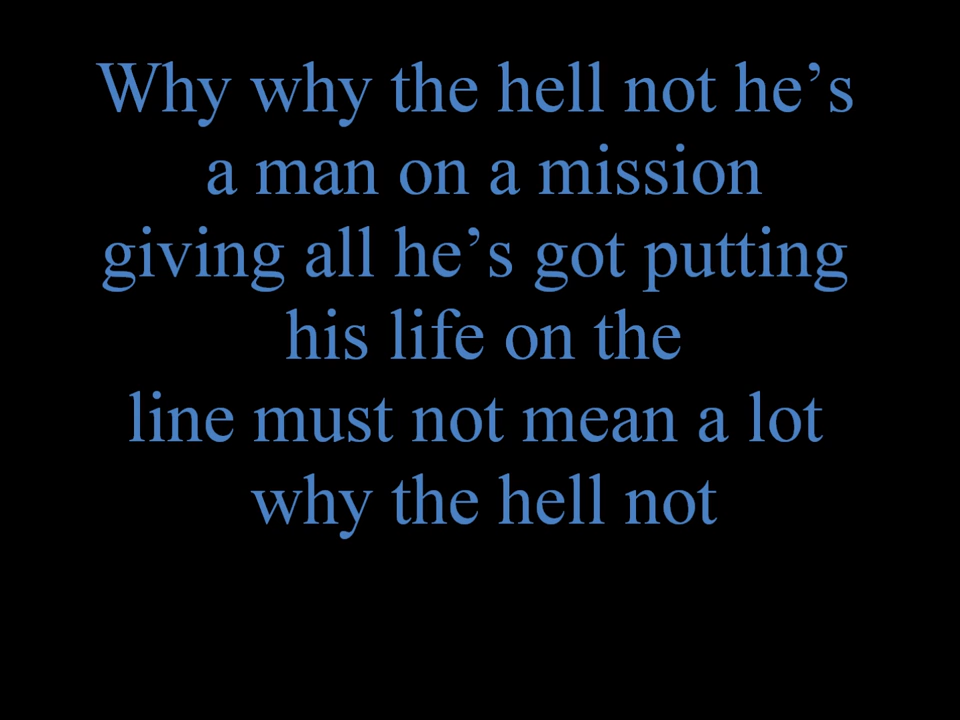 Why why the hell not he’s
a man on a mission
giving all he’s got putting
his life on the
line must not mean a lot
why the hell not